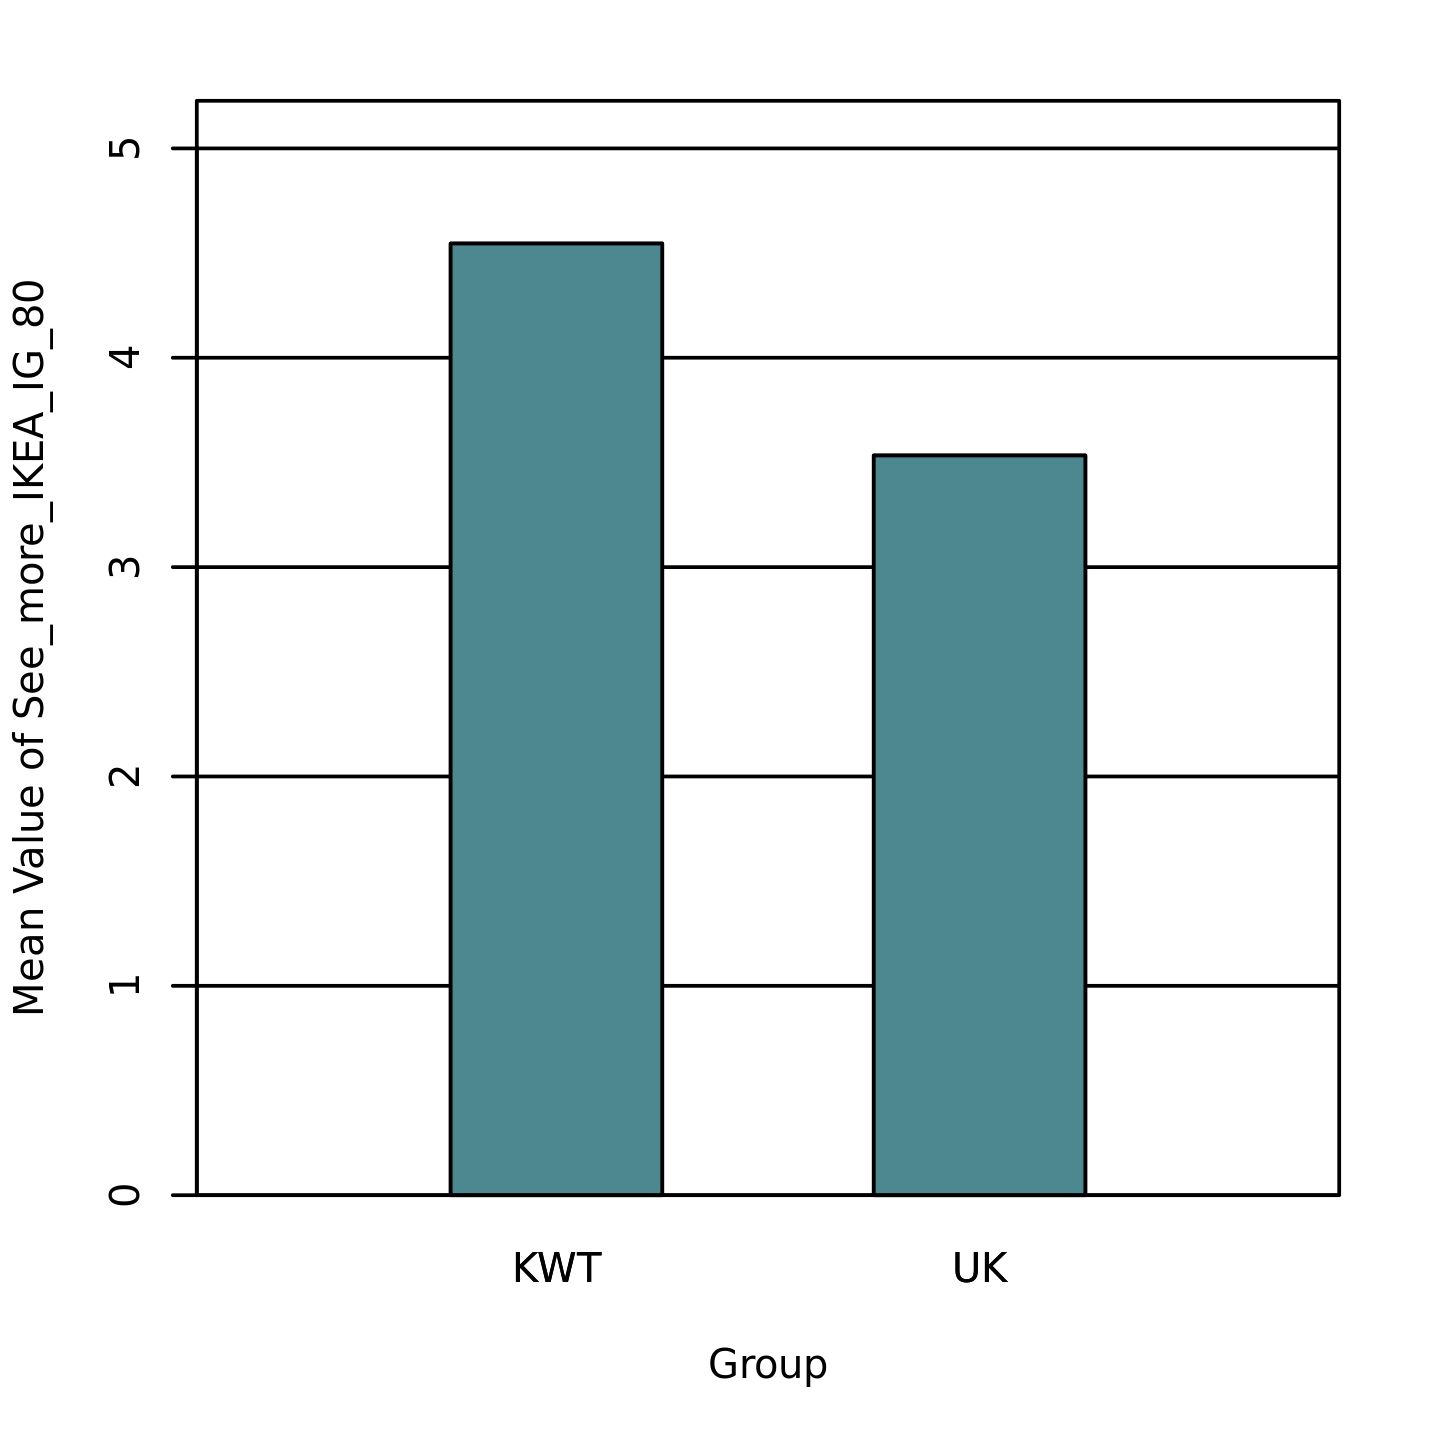 Mean Value of See_more_IKEA_IG_80
5
4
3
2
1
0
KWT
UK
Group